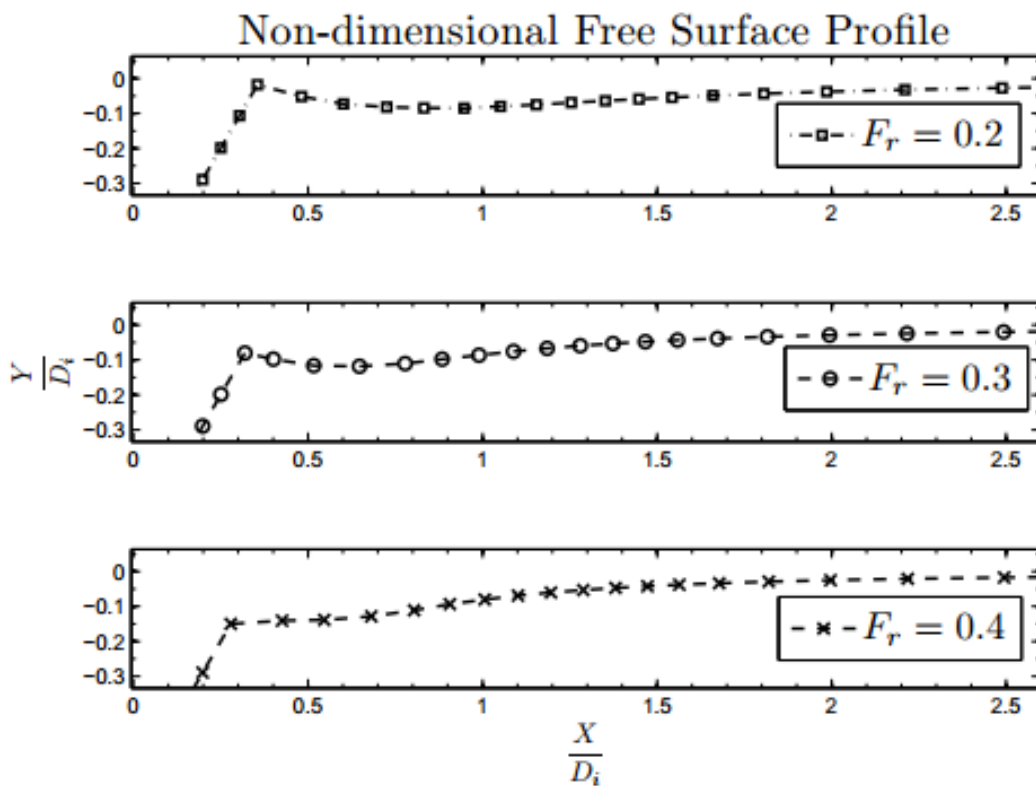 Non-dimensional Free Surface Profile
0
−0.1
−0.2
−0.3
F_r = 0.2
0 0.5 1 1.5 2 2.5
0
−0.1
−0.2
−0.3
Y
D_i
F_r = 0.3
0 0.5 1 1.5 2 2.5
0
−0.1
−0.2
−0.3
F_r = 0.4
0 0.5 1 1.5 2 2.5
X
D_i